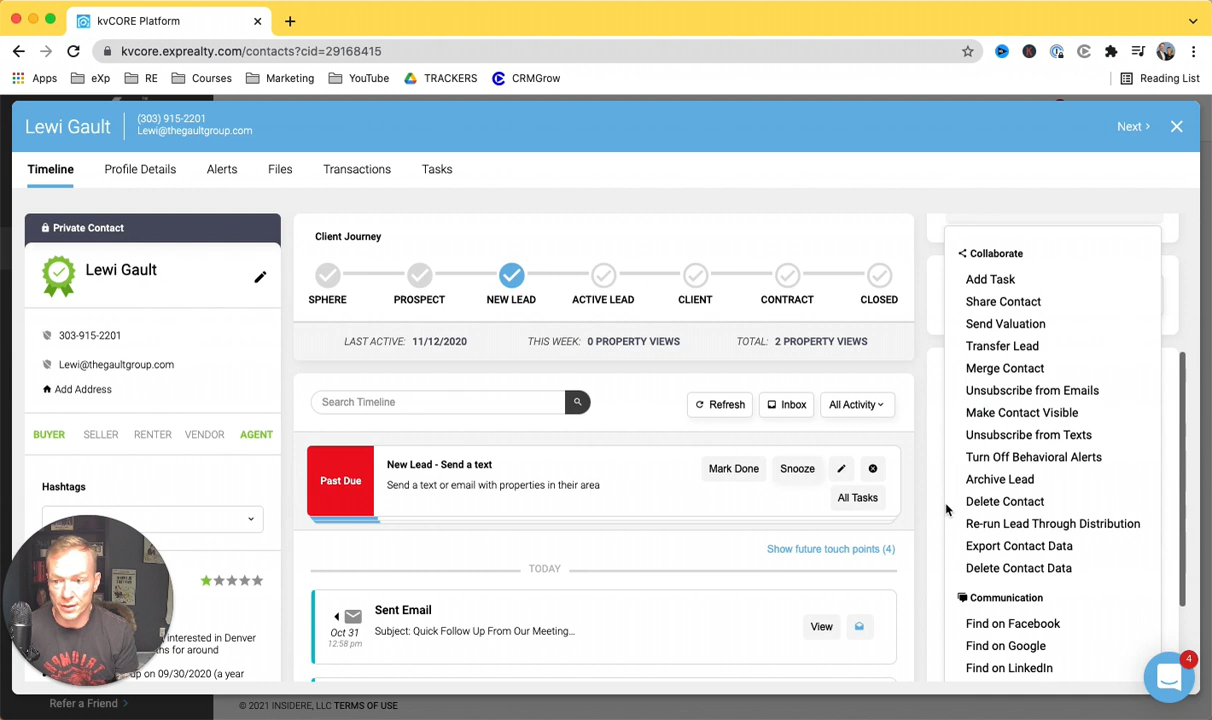 kvCORE Platform
kvcore.exprealty.com/contacts?cid=29168415
Apps eXp RE Courses Marketing YouTube TRACKERS CRMGrow Reading List
Lewi Gault
(303) 915-2201
Lewi@thegaultgroup.com
Next
Timeline Profile Details Alerts Files Transactions Tasks
Private Contact
Lewi Gault
303-915-2201
Lewi@thegaultgroup.com
Add Address
BUYER SELLER RENTER VENDOR AGENT
Hashtags
interested in Denver
for around
up on 09/30/2020 (a year
Refer a Friend
Client Journey
SPHERE PROSPECT NEW LEAD ACTIVE LEAD CLIENT CONTRACT CLOSED
LAST ACTIVE: 11/12/2020 THIS WEEK: 0 PROPERTY VIEWS TOTAL: 2 PROPERTY VIEWS
Search Timeline
Refresh Inbox All Activity
Past Due
New Lead - Send a text
Send a text or email with properties in their area
Mark Done Snooze
All Tasks
Show future touch points (4)
TODAY
Oct 31
12:58 pm
Sent Email
Subject: Quick Follow Up From Our Meeting...
View
Collaborate
Add Task
Share Contact
Send Valuation
Transfer Lead
Merge Contact
Unsubscribe from Emails
Make Contact Visible
Unsubscribe from Texts
Turn Off Behavioral Alerts
Archive Lead
Delete Contact
Re-run Lead Through Distribution
Export Contact Data
Delete Contact Data
Communication
Find on Facebook
Find on Google
Find on LinkedIn
4
© 2021 INSIDERE, LLC TERMS OF USE